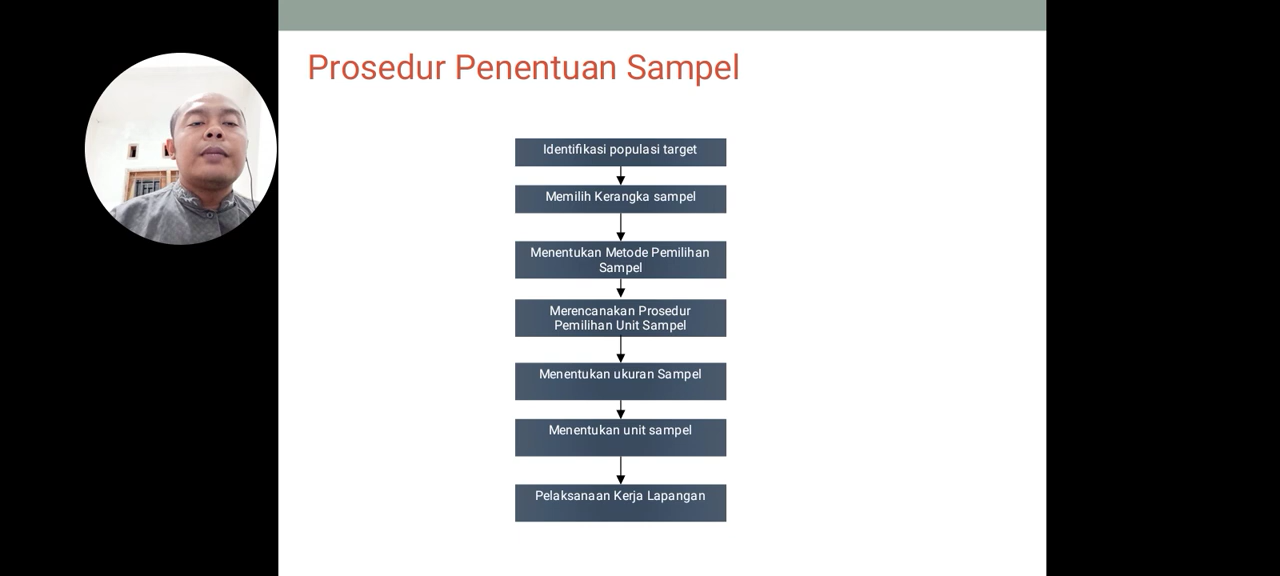 Prosedur Penentuan Sampel
Identifikasi populasi target
Memilih Kerangka sampel
Menentukan Metode Pemilihan
Sampel
Merencanakan Prosedur
Pemilihan Unit Sampel
Menentukan ukuran Sampel
Menentukan unit sampel
Pelaksanaan Kerja Lapangan